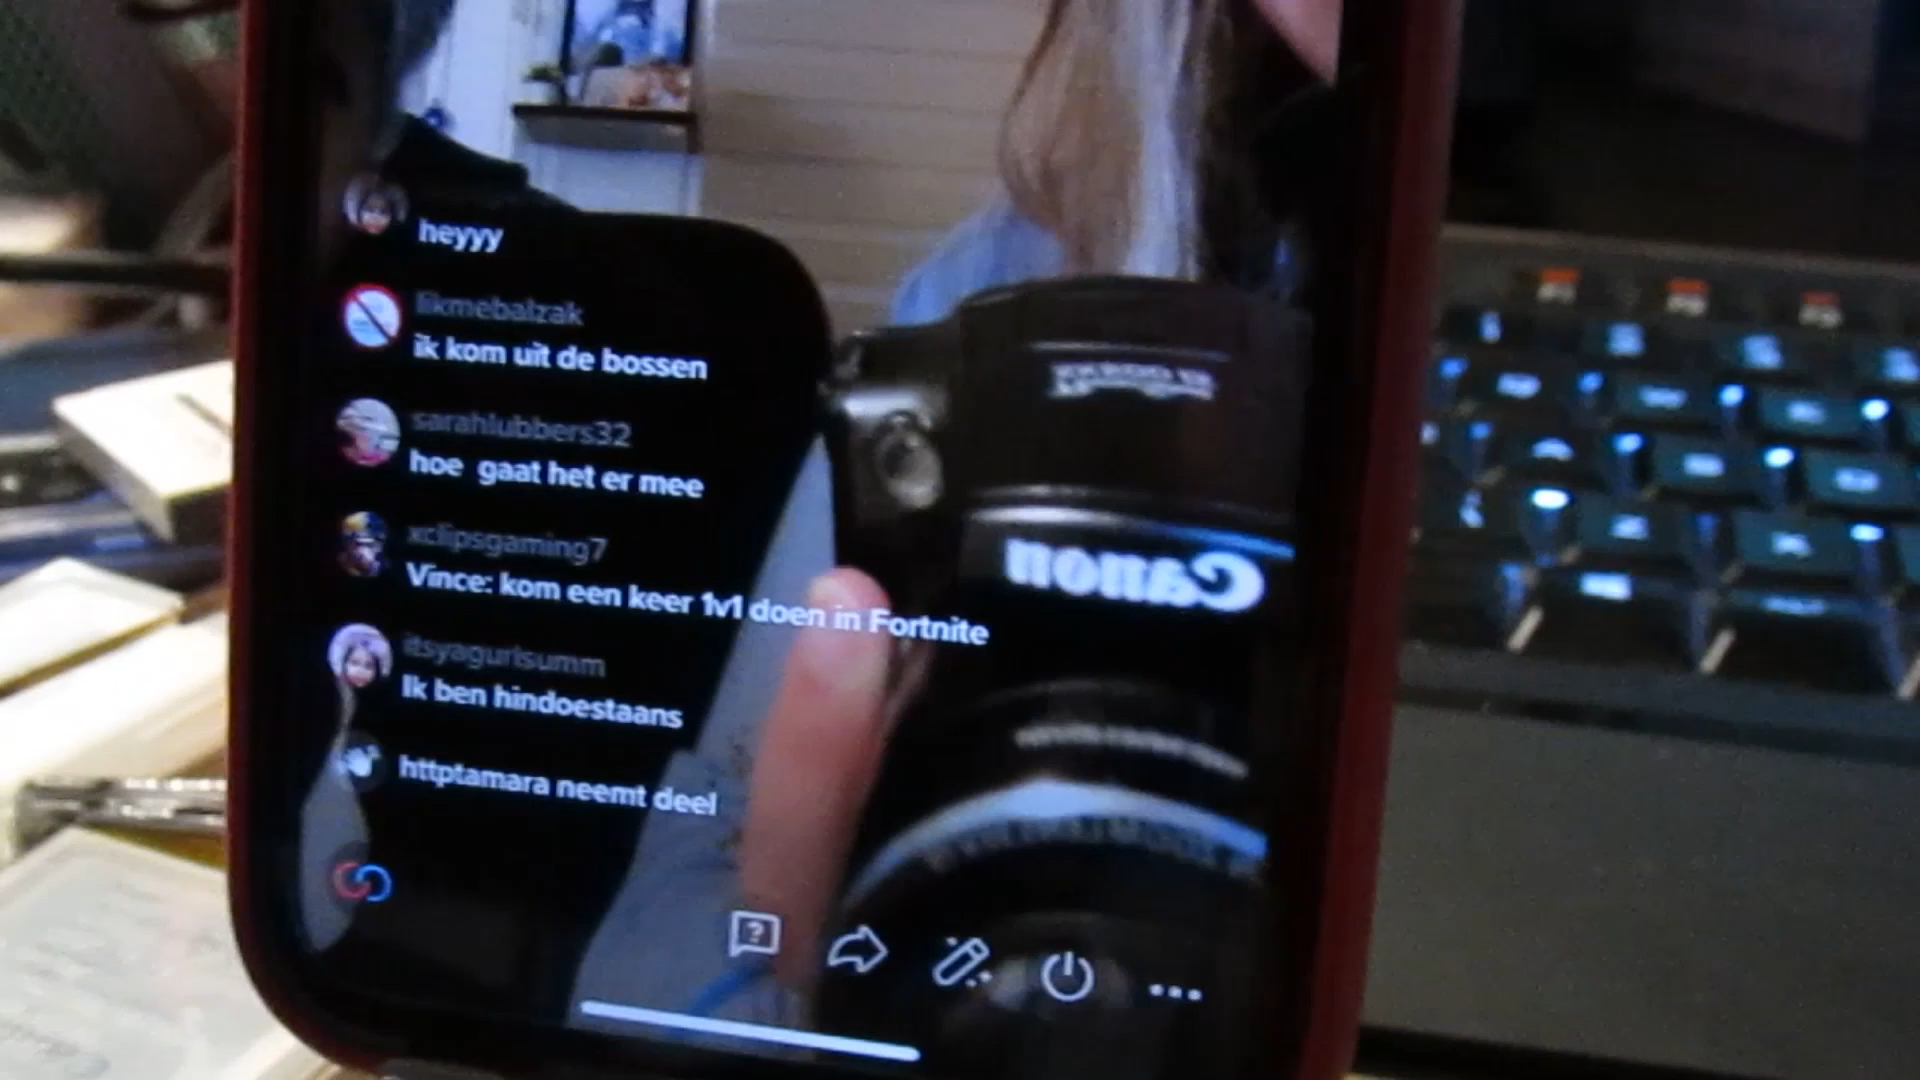 heyyy
likmebalzak
ik kom uit de bossen
sarahlubbers32
hoe gaat het er mee
xclipsgaming7
Vince: kom een keer 1v1 doen in Fortnite
itsyagurlsumm
Ik ben hindoestaans
httptamara neemt deel
Canon